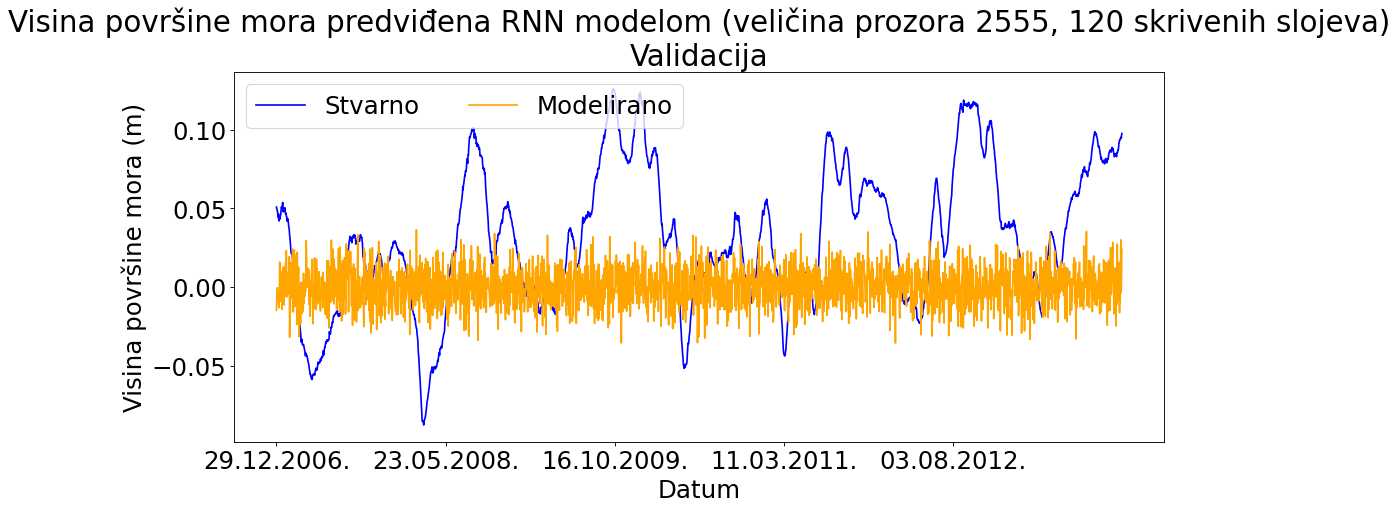 Visina površine mora predviđena RNN modelom (veličina prozora 2555, 120 skrivenih slojeva)
Validacija
Stvarno Modelirano
Visina površine mora (m)
0.10
0.05
0.00
−0.05
29.12.2006. 23.05.2008. 16.10.2009. 11.03.2011. 03.08.2012.
Datum